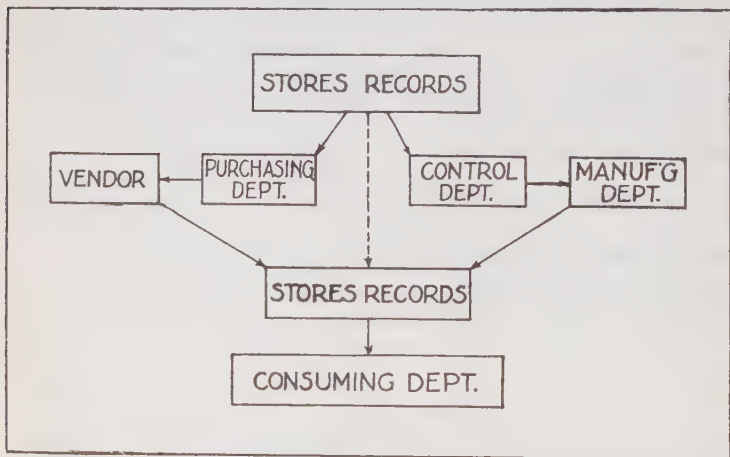 STORES RECORDS
VENDOR
PURCHASING
DEPT.
CONTROL
DEPT.
MANUF'G
DEPT.
STORES RECORDS
CONSUMING DEPT.